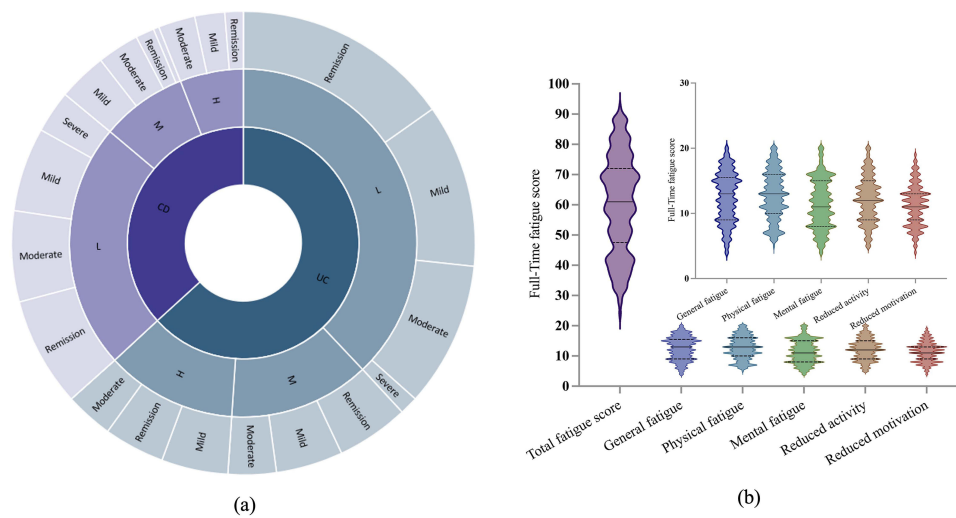 Remission
Mild
Moderate
Severe
Remission
Mild
Moderate
Mild
Remission
Moderate
Remission
Moderate
Mild
Severe
Mild
Moderate
Remission
Moderate
Mild
Remission
L
M
H
L
M
H
CD
UC
(a)
Full-Time fatigue score
100
90
80
70
60
50
40
30
20
10
0
Total fatigue score
General fatigue
Physical fatigue
Mental fatigue
Reduced activity
Reduced motivation
Full-Time fatigue score
30
20
10
0
General fatigue
Physical fatigue
Mental fatigue
Reduced activity
Reduced motivation
(b)